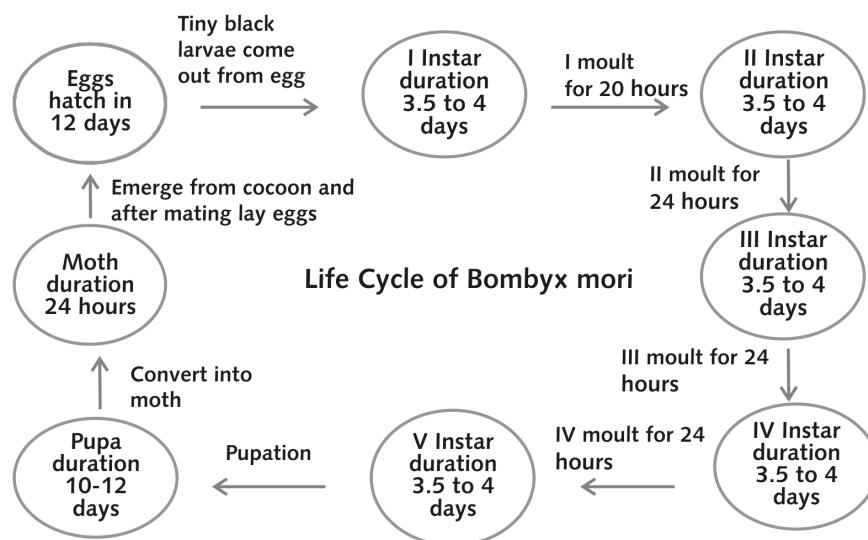 Eggs
hatch in
12 days
Tiny black
larvae come
out from egg
I Instar
duration
3.5 to 4
days
I moult
for 20 hours
II Instar
duration
3.5 to 4
days
II moult for
24 hours
III Instar
duration
3.5 to 4
days
III moult for 24
hours
IV Instar
duration
3.5 to 4
days
IV moult for 24
hours
V Instar
duration
3.5 to 4
days
Pupation
Pupa
duration
10-12
days
Convert into
moth
Moth
duration
24 hours
Emerge from cocoon and
after mating lay eggs
Life Cycle of Bombyx mori